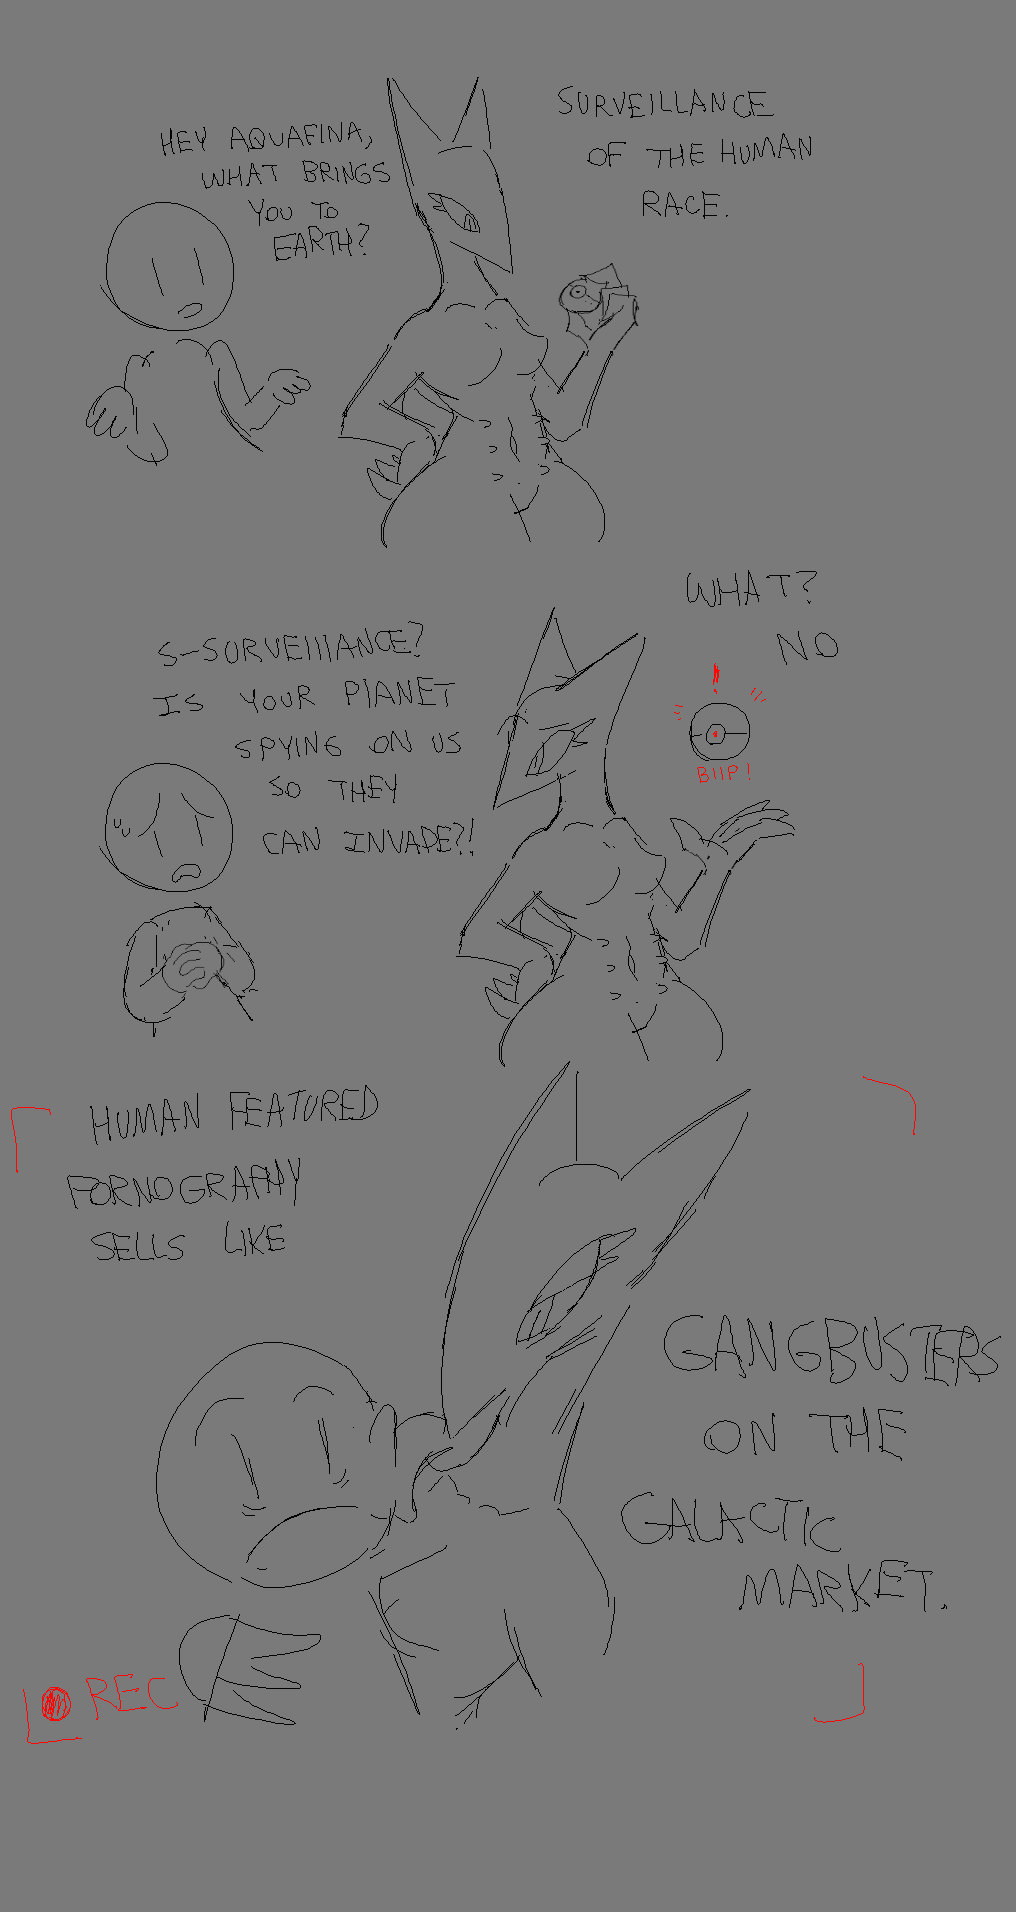 HEY AQUAFINA,
WHAT BRINGS
YOU TO
EARTH?
SURVEILLANCE
OF THE HUMAN
RACE.
S-SURVEIllANCE?
IS YOUR PlANET
SPYING ON US
SO THEY
CAN INVADE?!
WHAT?
NO
!
BIIP!
HUMAN FEATURED
PORNOGRAPHY
SELLS LIKE
GANGBUSTERS
ON THE
GALACTIC
MARKET.
REC